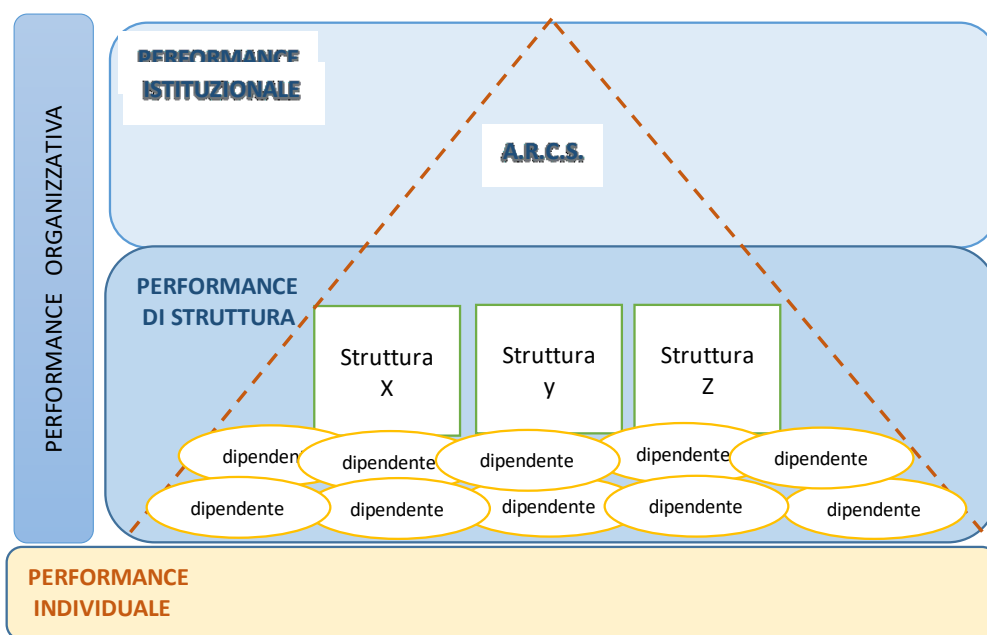 PERFORMANCE ORGANIZZATIVA
PERFORMANCE
ISTITUZIONALE
A.R.C.S.
PERFORMANCE
DI STRUTTURA
Struttura
X
Struttura
y
Struttura
Z
dipendente
dipendente
dipendente
dipendente
dipendente
dipendente
dipendente
dipendente
dipendente
dipendente
PERFORMANCE
INDIVIDUALE